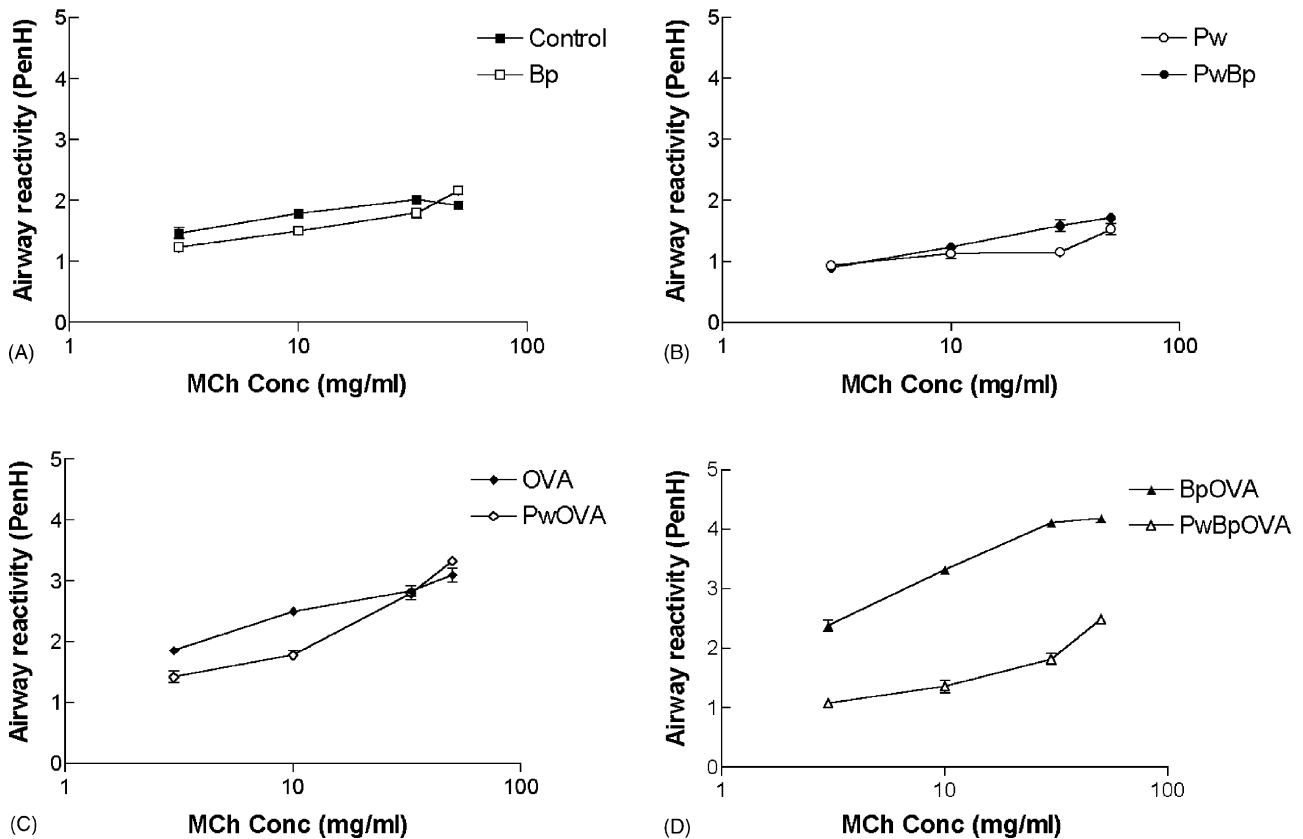 5
4
3
2
1
0
Airway reactivity (PenH)
Control
Bp
1
10
100
MCh Conc (mg/ml)
(A)
5
4
3
2
1
0
Airway reactivity (PenH)
Pw
PwBp
1
10
100
MCh Conc (mg/ml)
(B)
5
4
3
2
1
0
Airway reactivity (PenH)
OVA
PwOVA
1
10
100
MCh Conc (mg/ml)
(C)
5
4
3
2
1
0
Airway reactivity (PenH)
BpOVA
PwBpOVA
1
10
100
MCh Conc (mg/ml)
(D)